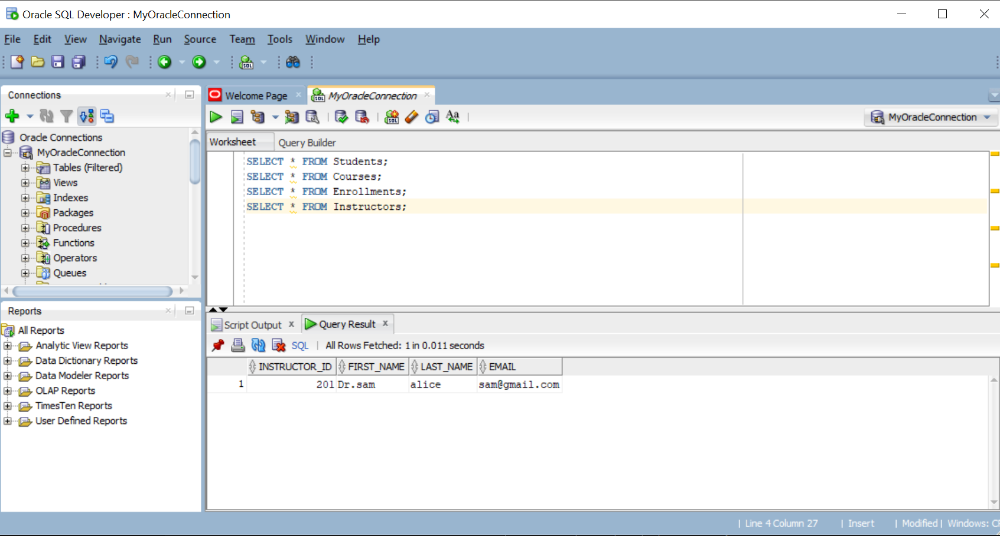 Oracle SQL Developer : MyOracleConnection
File Edit View Navigate Run Source Team Tools Window Help
SQL
Connections
Welcome Page
SQL MyOracleConnection
SQL
MyOracleConnection
Oracle Connections
MyOracleConnection
Tables (Filtered)
Views
Indexes
Packages
Procedures
Functions
Operators
Queues
Worksheet Query Builder
SELECT * FROM Students;
SELECT * FROM Courses;
SELECT * FROM Enrollments;
SELECT * FROM Instructors;
Reports
All Reports
Analytic View Reports
Data Dictionary Reports
Data Modeler Reports
OLAP Reports
TimesTen Reports
User Defined Reports
Script Output x Query Result x
SQL | All Rows Fetched: 1 in 0.011 seconds
INSTRUCTOR_ID FIRST_NAME LAST_NAME EMAIL
1 201 Dr.sam alice sam@gmail.com
| Line 4 Column 27 | Insert | Modified | Windows: